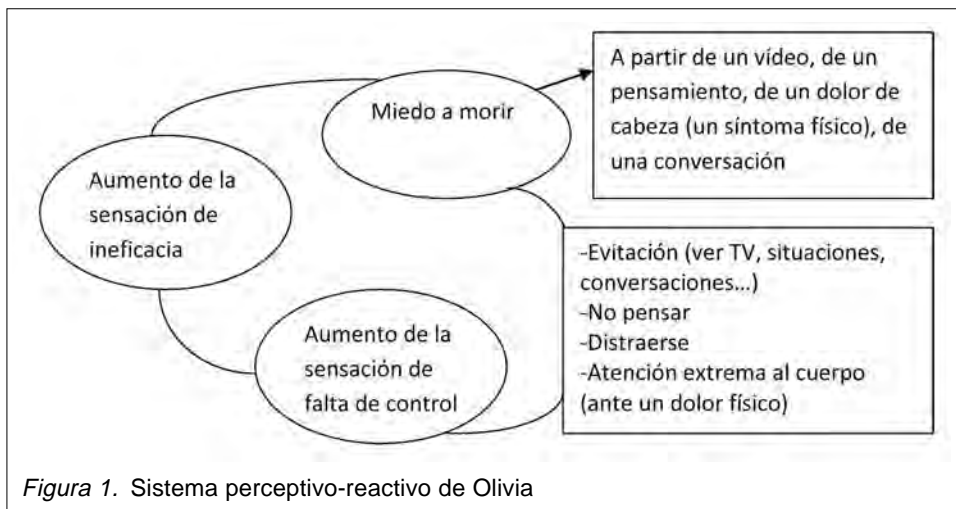 Miedo a morir
A partir de un vídeo, de un
pensamiento, de un dolor de
cabeza (un síntoma físico), de
una conversación
Aumento de la
sensación de
ineficacia
-Evitación (ver TV, situaciones,
conversaciones...)
-No pensar
-Distraerse
-Atención extrema al cuerpo
(ante un dolor físico)
Aumento de la
sensación de
falta de control
Figura 1. Sistema perceptivo-reactivo de Olivia